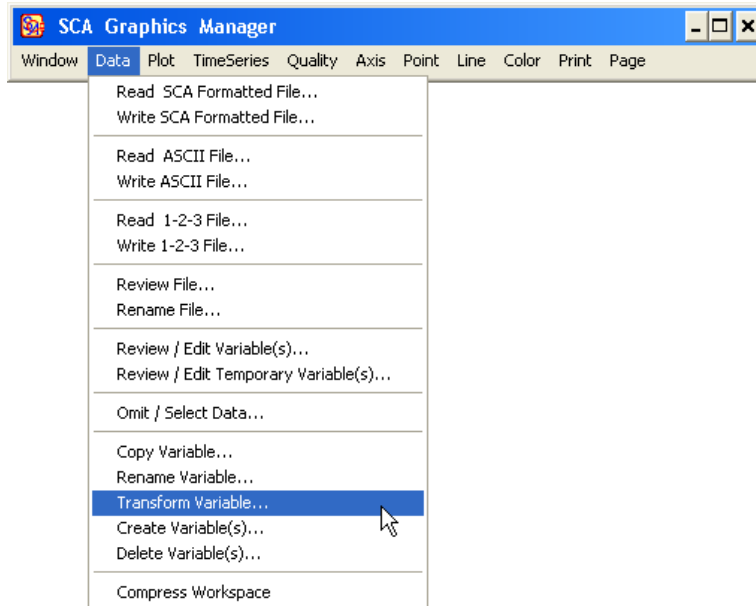 SCA Graphics Manager
Window Data Plot TimeSeries Quality Axis Point Line Color Print Page
Read SCA Formatted File...
Write SCA Formatted File...
Read ASCII File...
Write ASCII File...
Read 1-2-3 File...
Write 1-2-3 File...
Review File...
Rename File...
Review / Edit Variable(s)...
Review / Edit Temporary Variable(s)...
Omit / Select Data...
Copy Variable...
Rename Variable...
Transform Variable...
Create Variable(s)...
Delete Variable(s)...
Compress Workspace